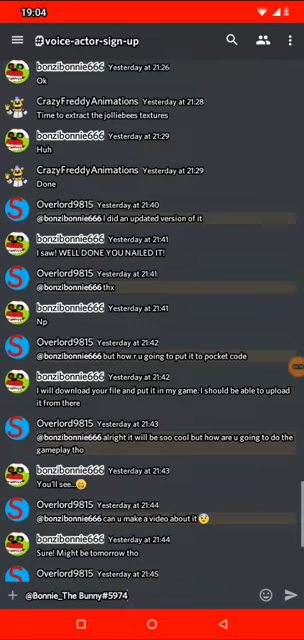 19:04
#voice-actor-sign-up
bonzibonnie666 Yesterday at 21:26
Ok
CrazyFreddyAnimations Yesterday at 21:28
Time to extract the jolliebees textures
bonzibonnie666 Yesterday at 21:29
Huh
CrazyFreddyAnimations Yesterday at 21:29
Done
Overlord9815 Yesterday at 21:40
@bonzibonnie666 I did an updated version of it
bonzibonnie666 Yesterday at 21:41
I saw! WELL DONE YOU NAILED IT!
Overlord9815 Yesterday at 21:41
@bonzibonnie666 thx
bonzibonnie666 Yesterday at 21:41
Np
Overlord9815 Yesterday at 21:42
@bonzibonnie666 but how r u going to put it to pocket code
bonzibonnie666 Yesterday at 21:42
I will download your file and put it in my game. I should be able to upload
it from there
Overlord9815 Yesterday at 21:43
@bonzibonnie666 alright it will be soo cool but how are u going to do the
gameplay tho
bonzibonnie666 Yesterday at 21:43
You'll see...
Overlord9815 Yesterday at 21:44
@bonzibonnie666 can u make a video about it
bonzibonnie666 Yesterday at 21:44
Sure! Might be tomorrow tho
Overlord9815 Yesterday at 21:45
@Bonnie_The Bunny#5974